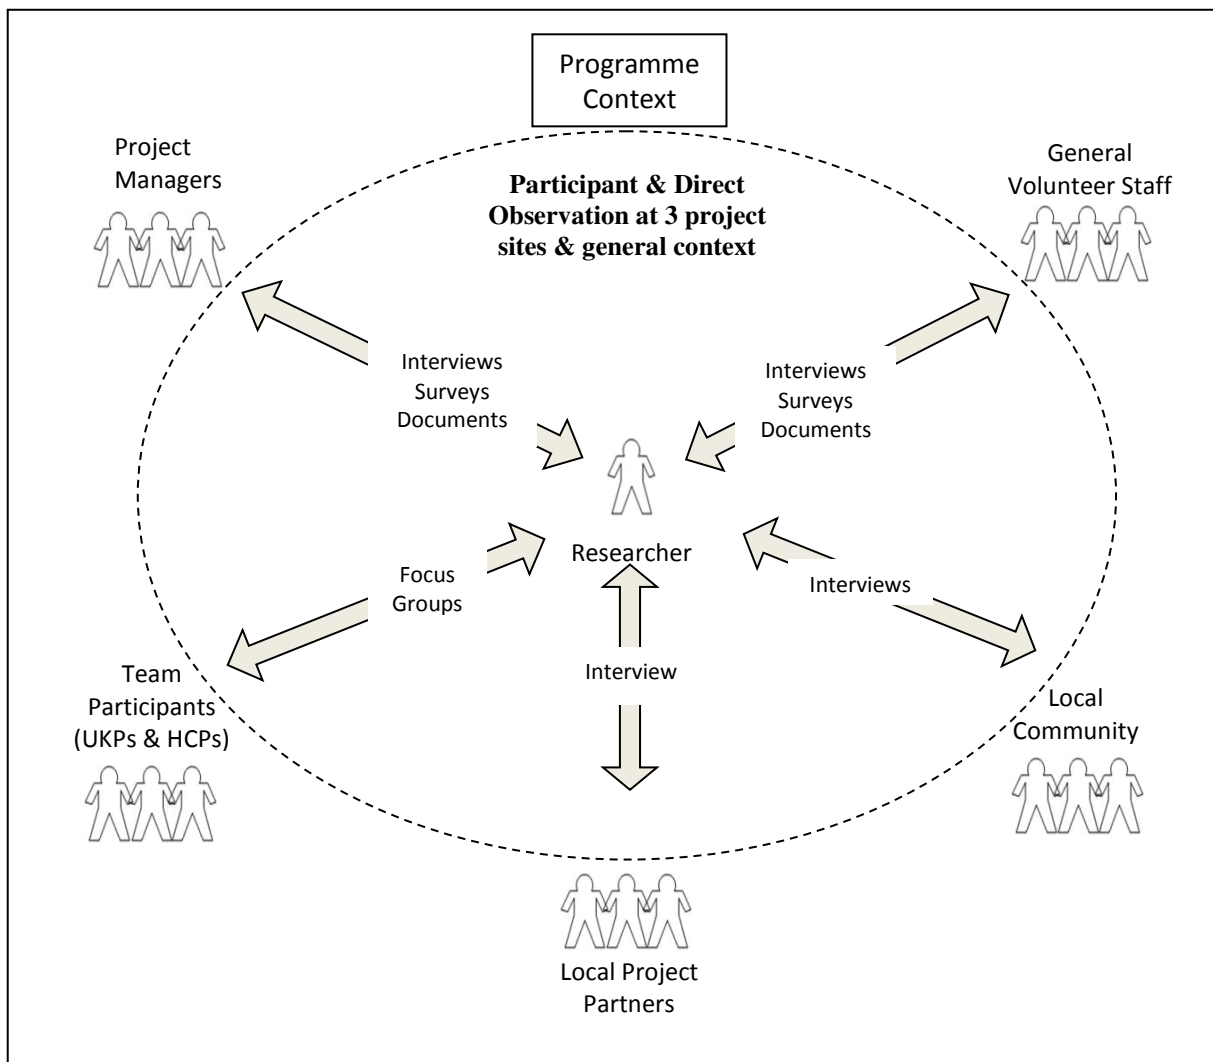 Programme
Context
Project
Managers
General
Volunteer Staff
Participant & Direct
Observation at 3 project
sites & general context
Interviews
Surveys
Documents
Interviews
Surveys
Documents
Researcher
Focus
Groups
Interviews
Interview
Team
Participants
(UKPs & HCPs)
Local
Community
Local Project
Partners